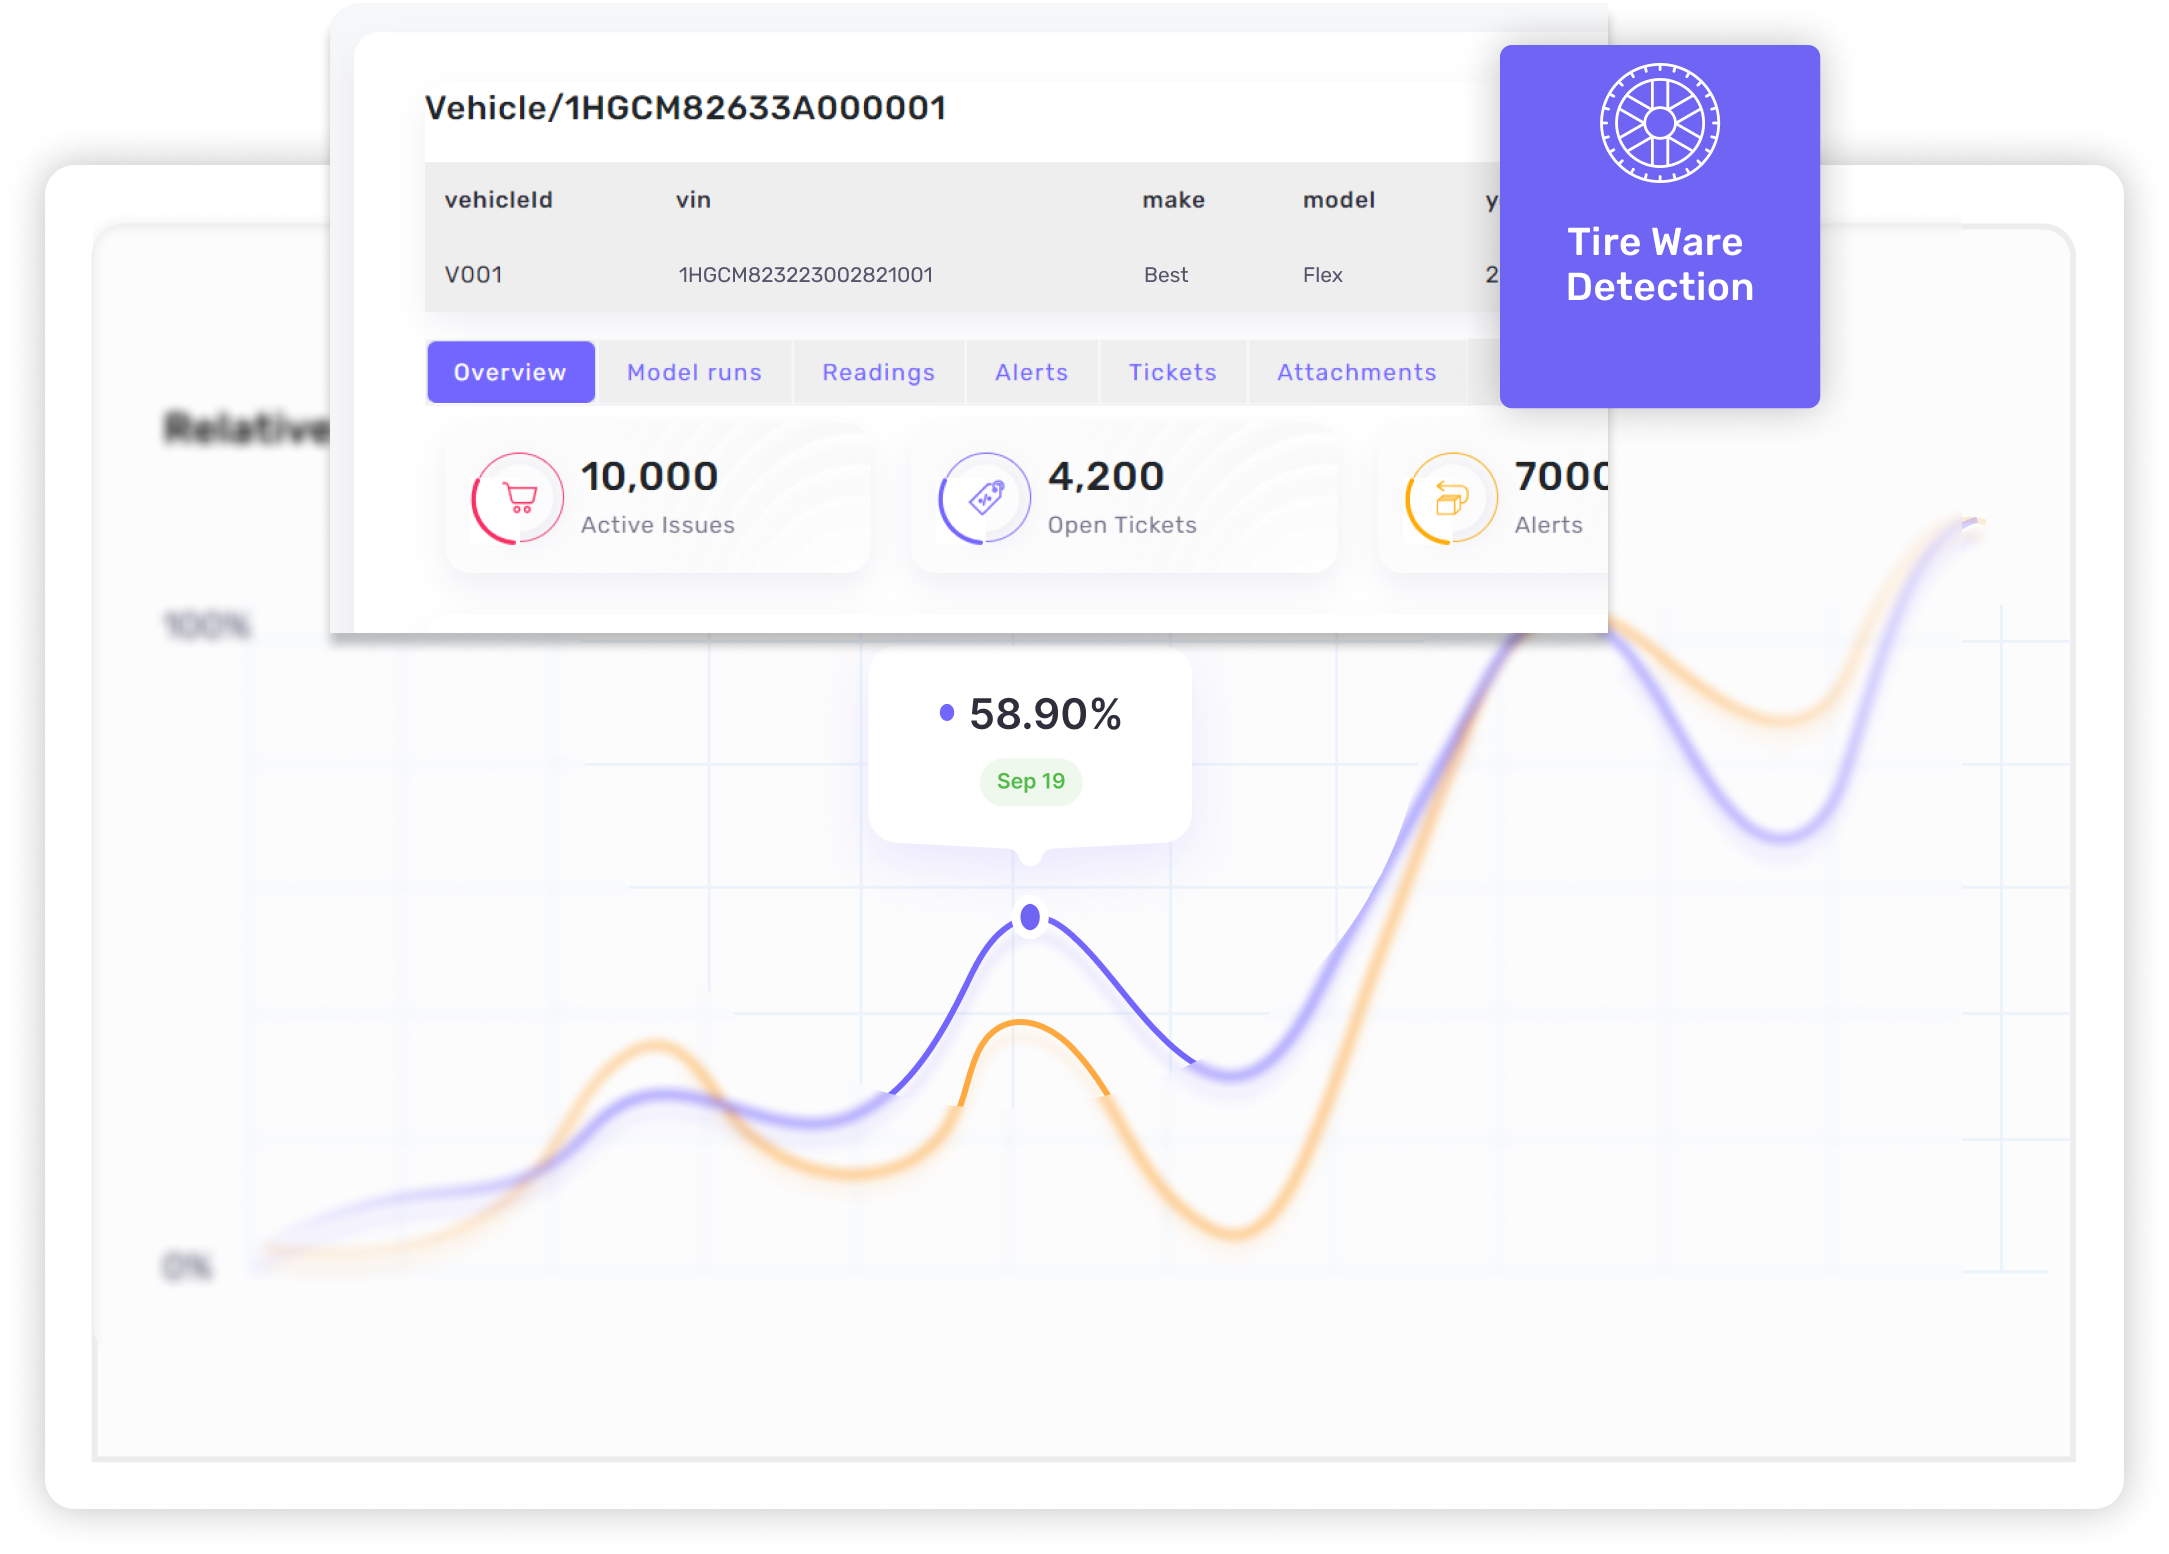 Vehicle/1HGCM82633A000001
vehicleId vin make model y
V001 1HGCM823223002821001 Best Flex 2
Tire Ware
Detection
Overview Model runs Readings Alerts Tickets Attachments
10,000 4,200 7000
Active Issues Open Tickets Alerts
Relative
100%
58.90%
Sep 19
0%